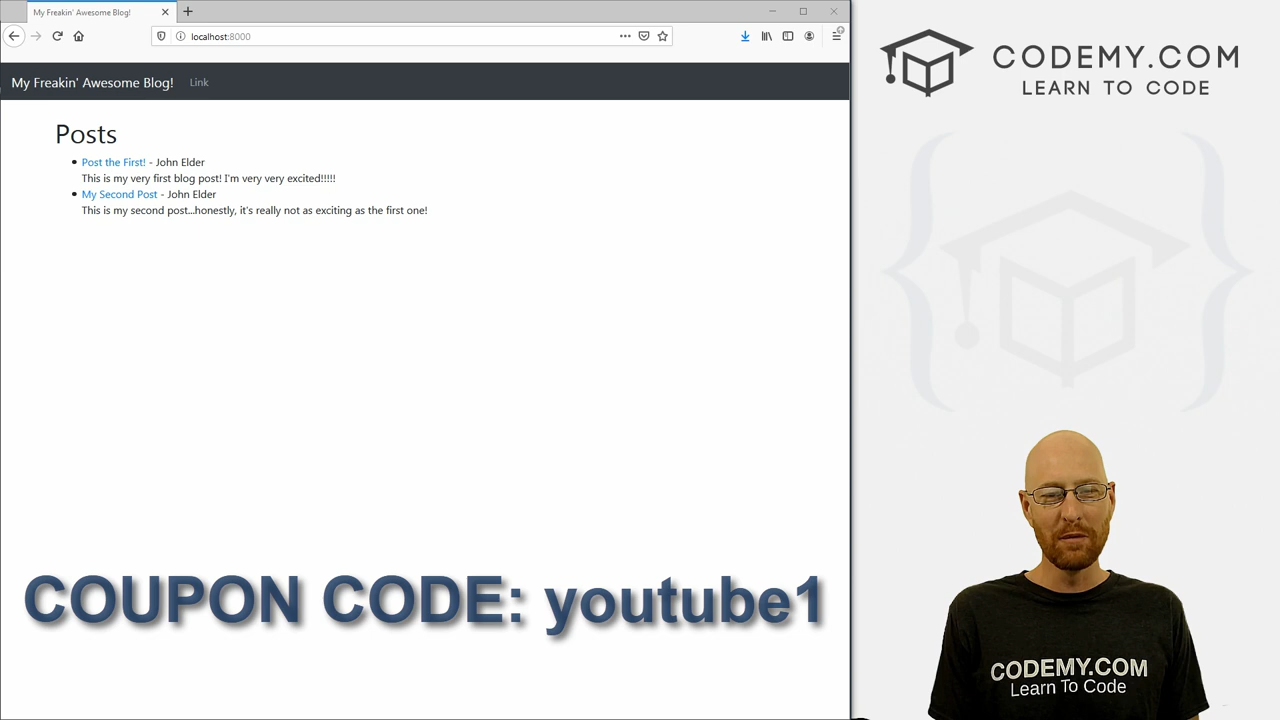 My Freakin' Awesome Blog!
localhost:8000
My Freakin' Awesome Blog! Link
Posts
Post the First! - John Elder
This is my very first blog post! I'm very very excited!!!!!
My Second Post - John Elder
This is my second post...honestly, it's really not as exciting as the first one!
COUPON CODE: youtube1
CODEMY.COM
LEARN TO CODE
CODEMY.COM
Learn To Code